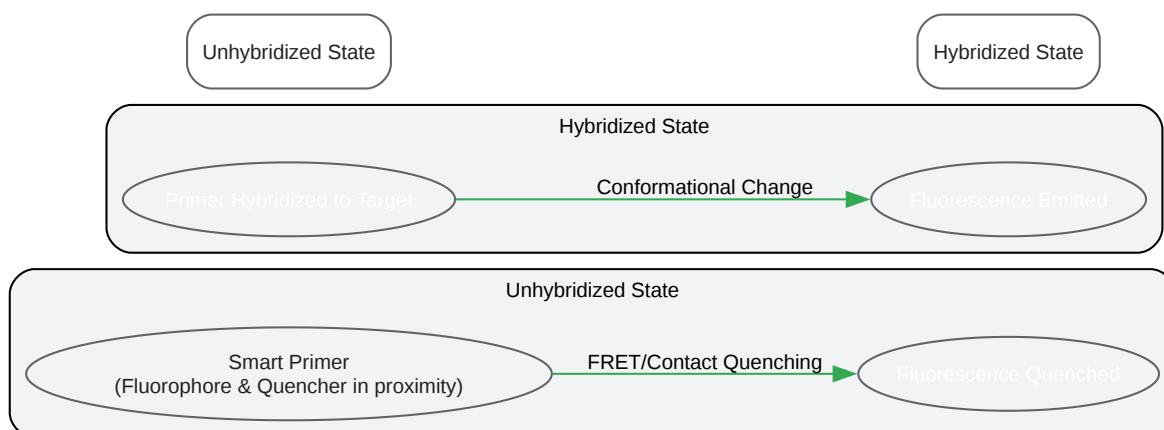 Unhybridized State
Hybridized State
Hybridized State
Primer Hybridized to Target
Conformational Change
Fluorescence Emitted
Unhybridized State
Smart Primer
(Fluorophore & Quencher in proximity)
FRET/Contact Quenching
Fluorescence Quenched